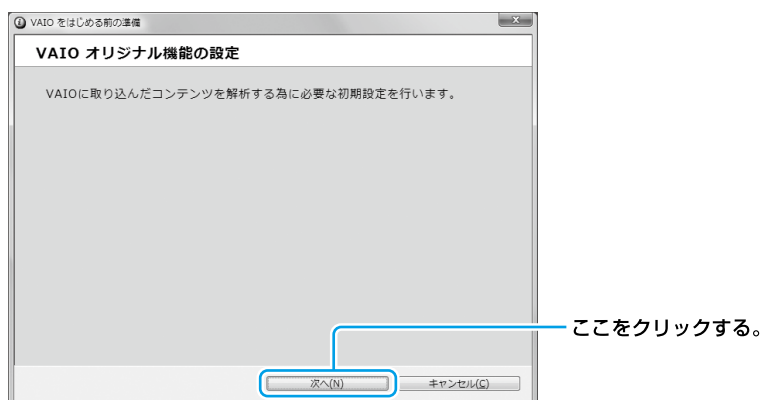 VAIO をはじめる前の準備
VAIO オリジナル機能の設定
VAIOに取り込んだコンテンツを解析する為に必要な初期設定を行います。
ここをクリックする。
次へ(N)
キャンセル(C)